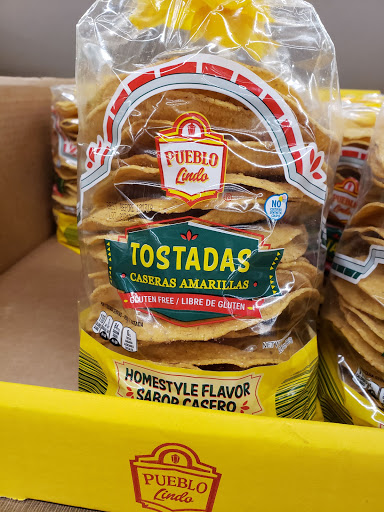 PUEBLO
Lindo
NO
TOSTADAS
CASERAS AMARILLAS
GLUTEN FREE / LIBRE DE GLUTEN
HOMESTYLE FLAVOR
SABOR CASERO
PUEBLO
Lindo